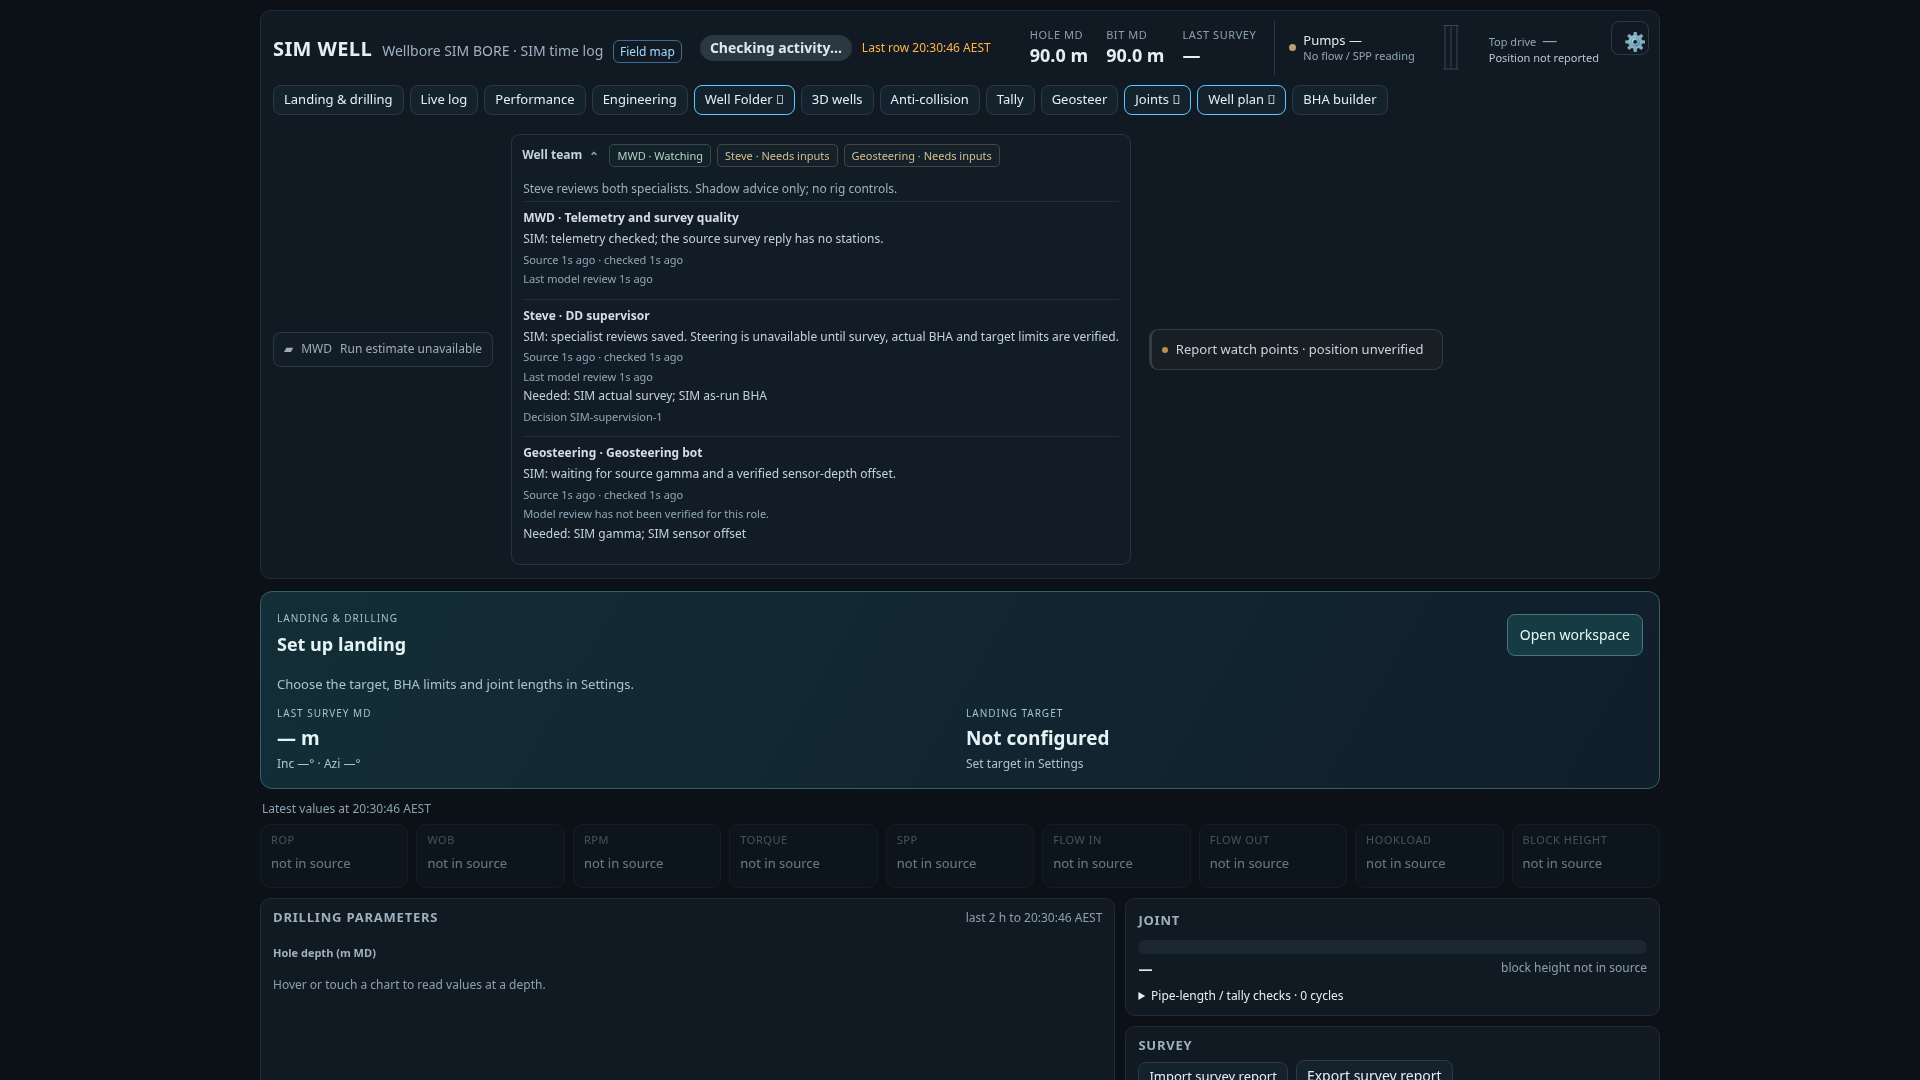 SIM WELL Wellbore SIM BORE · SIM time log Field map Checking activity... Last row 20:30:46 AEST
HOLE MD 90.0 m
BIT MD 90.0 m
LAST SURVEY —
Pumps —
No flow / SPP reading
Top drive —
Position not reported
Landing & drilling Live log Performance Engineering Well Folder 3D wells Anti-collision Tally Geosteer Joints Well plan BHA builder
MWD Run estimate unavailable
Well team MWD · Watching Steve · Needs inputs Geosteering · Needs inputs
Steve reviews both specialists. Shadow advice only; no rig controls.
MWD · Telemetry and survey quality
SIM: telemetry checked; the source survey reply has no stations.
Source 1s ago · checked 1s ago
Last model review 1s ago
Steve · DD supervisor
SIM: specialist reviews saved. Steering is unavailable until survey, actual BHA and target limits are verified.
Source 1s ago · checked 1s ago
Last model review 1s ago
Needed: SIM actual survey; SIM as-run BHA
Decision SIM-supervision-1
Geosteering · Geosteering bot
SIM: waiting for source gamma and a verified sensor-depth offset.
Source 1s ago · checked 1s ago
Model review has not been verified for this role.
Needed: SIM gamma; SIM sensor offset
Report watch points · position unverified
LANDING & DRILLING
Set up landing
Open workspace
Choose the target, BHA limits and joint lengths in Settings.
LAST SURVEY MD
— m
Inc —° · Azi —°
LANDING TARGET
Not configured
Set target in Settings
Latest values at 20:30:46 AEST
ROP not in source
WOB not in source
RPM not in source
TORQUE not in source
SPP not in source
FLOW IN not in source
FLOW OUT not in source
HOOKLOAD not in source
BLOCK HEIGHT not in source
DRILLING PARAMETERS last 2 h to 20:30:46 AEST
Hole depth (m MD)
Hover or touch a chart to read values at a depth.
JOINT
— block height not in source
Pipe-length / tally checks · 0 cycles
SURVEY
Import survey report Export survey report